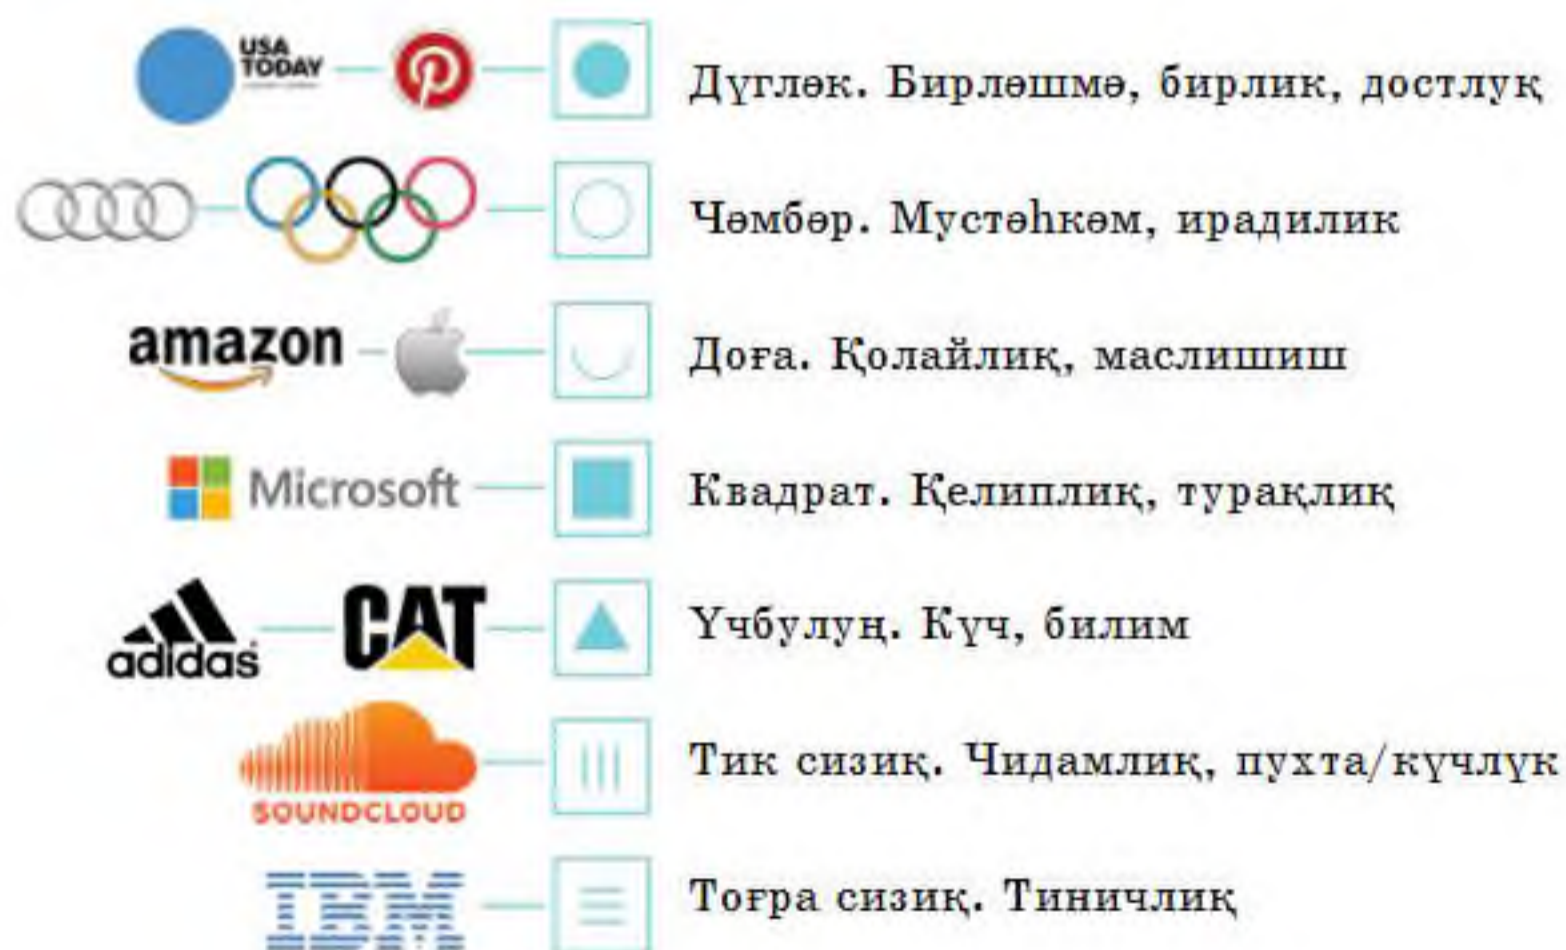 USA
TODAY
Дүгләк. Бирләшмә, бирлик, достлуқ
Чәмбәр. Мустәһкәм, ирадилик
amazon
Доға. Қолайлиқ, маслишиш
Microsoft
Квадрат. Қелиплиқ, турақлиқ
adidas
CAT
Үчбулуң. Күч, билим
SOUNDCLOUD
Тик сизиқ. Чидамлиқ, пухта/күчлүк
IBM
Тоғра сизиқ. Тиничлиқ